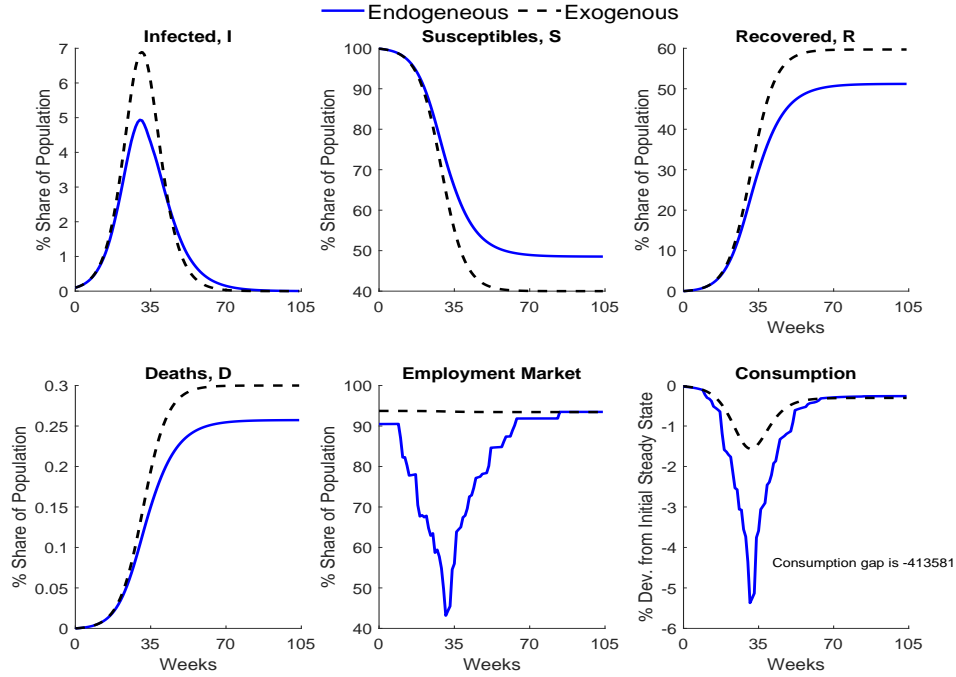 Endogeneous Exogenous
Infected, I
Susceptibles, S
Recovered, R
% Share of Population
7
6
5
4
3
2
1
0
0 35 70 105
% Share of Population
100
90
80
70
60
50
40
0 35 70 105
% Share of Population
60
50
40
30
20
10
0
0 35 70 105
Weeks
Deaths, D
Employment Market
Consumption
% Share of Population
0.3
0.25
0.2
0.15
0.1
0.05
0
0 35 70 105
Weeks
% Share of Population
100
90
80
70
60
50
40
0 35 70 105
Weeks
% Dev. from Initial Steady State
0
-1
-2
-3
-4
-5
-6
Consumption gap is -413581
0 35 70 105
Weeks